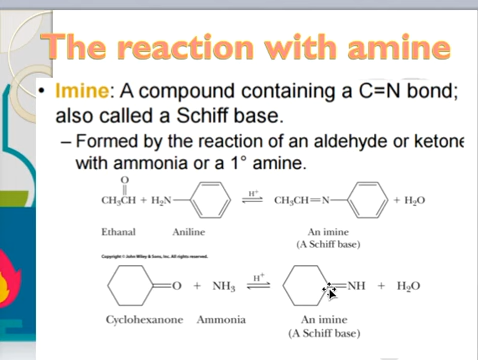 The reaction with amine
• Imine: A compound containing a C=N bond;
also called a Schiff base.
– Formed by the reaction of an aldehyde or ketone
with ammonia or a 1° amine.
O
CH₃CH + H₂N
H⁺
CH₃CH=N
+ H₂O
Ethanal Aniline An imine
(A Schiff base)
Copyright © John Wiley & Sons, Inc. All rights reserved.
O + NH₃
H⁺
NH + H₂O
Cyclohexanone Ammonia An imine
(A Schiff base)